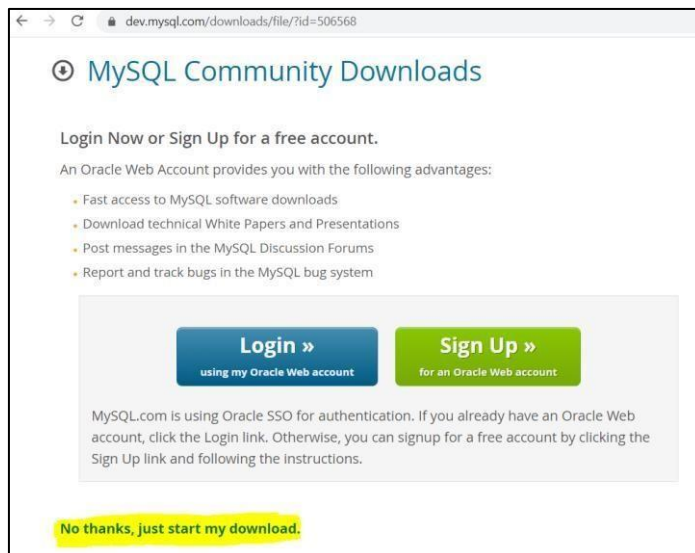 dev.mysql.com/downloads/file/?id=506568
MySQL Community Downloads
Login Now or Sign Up for a free account.
An Oracle Web Account provides you with the following advantages:
• Fast access to MySQL software downloads
• Download technical White Papers and Presentations
• Post messages in the MySQL Discussion Forums
• Report and track bugs in the MySQL bug system
Login »
using my Oracle Web account
Sign Up »
for an Oracle Web account
MySQL.com is using Oracle SSO for authentication. If you already have an Oracle Web
account, click the Login link. Otherwise, you can signup for a free account by clicking the
Sign Up link and following the instructions.
No thanks, just start my download.